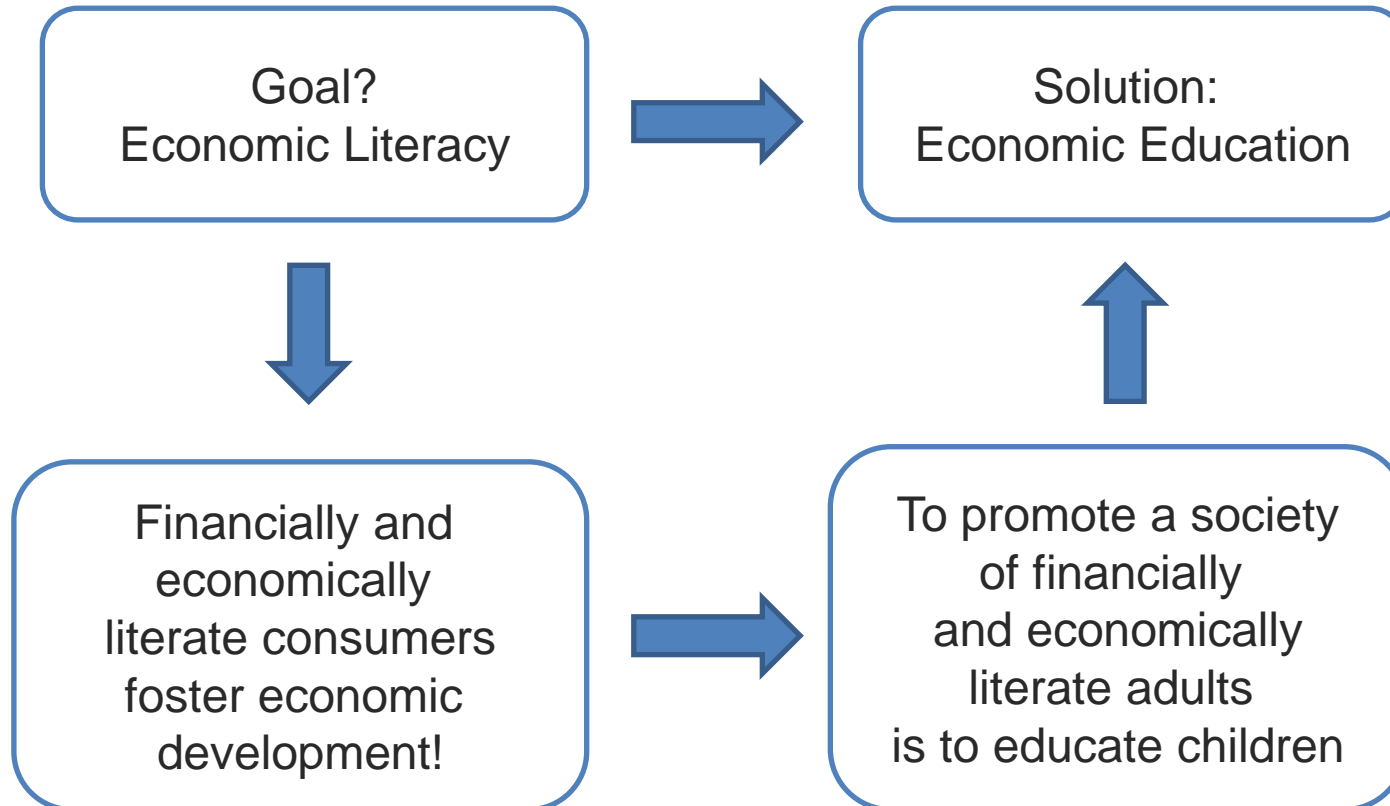 Goal?
Economic Literacy
Solution:
Economic Education
Financially and
economically
literate consumers
foster economic
development!
To promote a society
of financially
and economically
literate adults
is to educate children